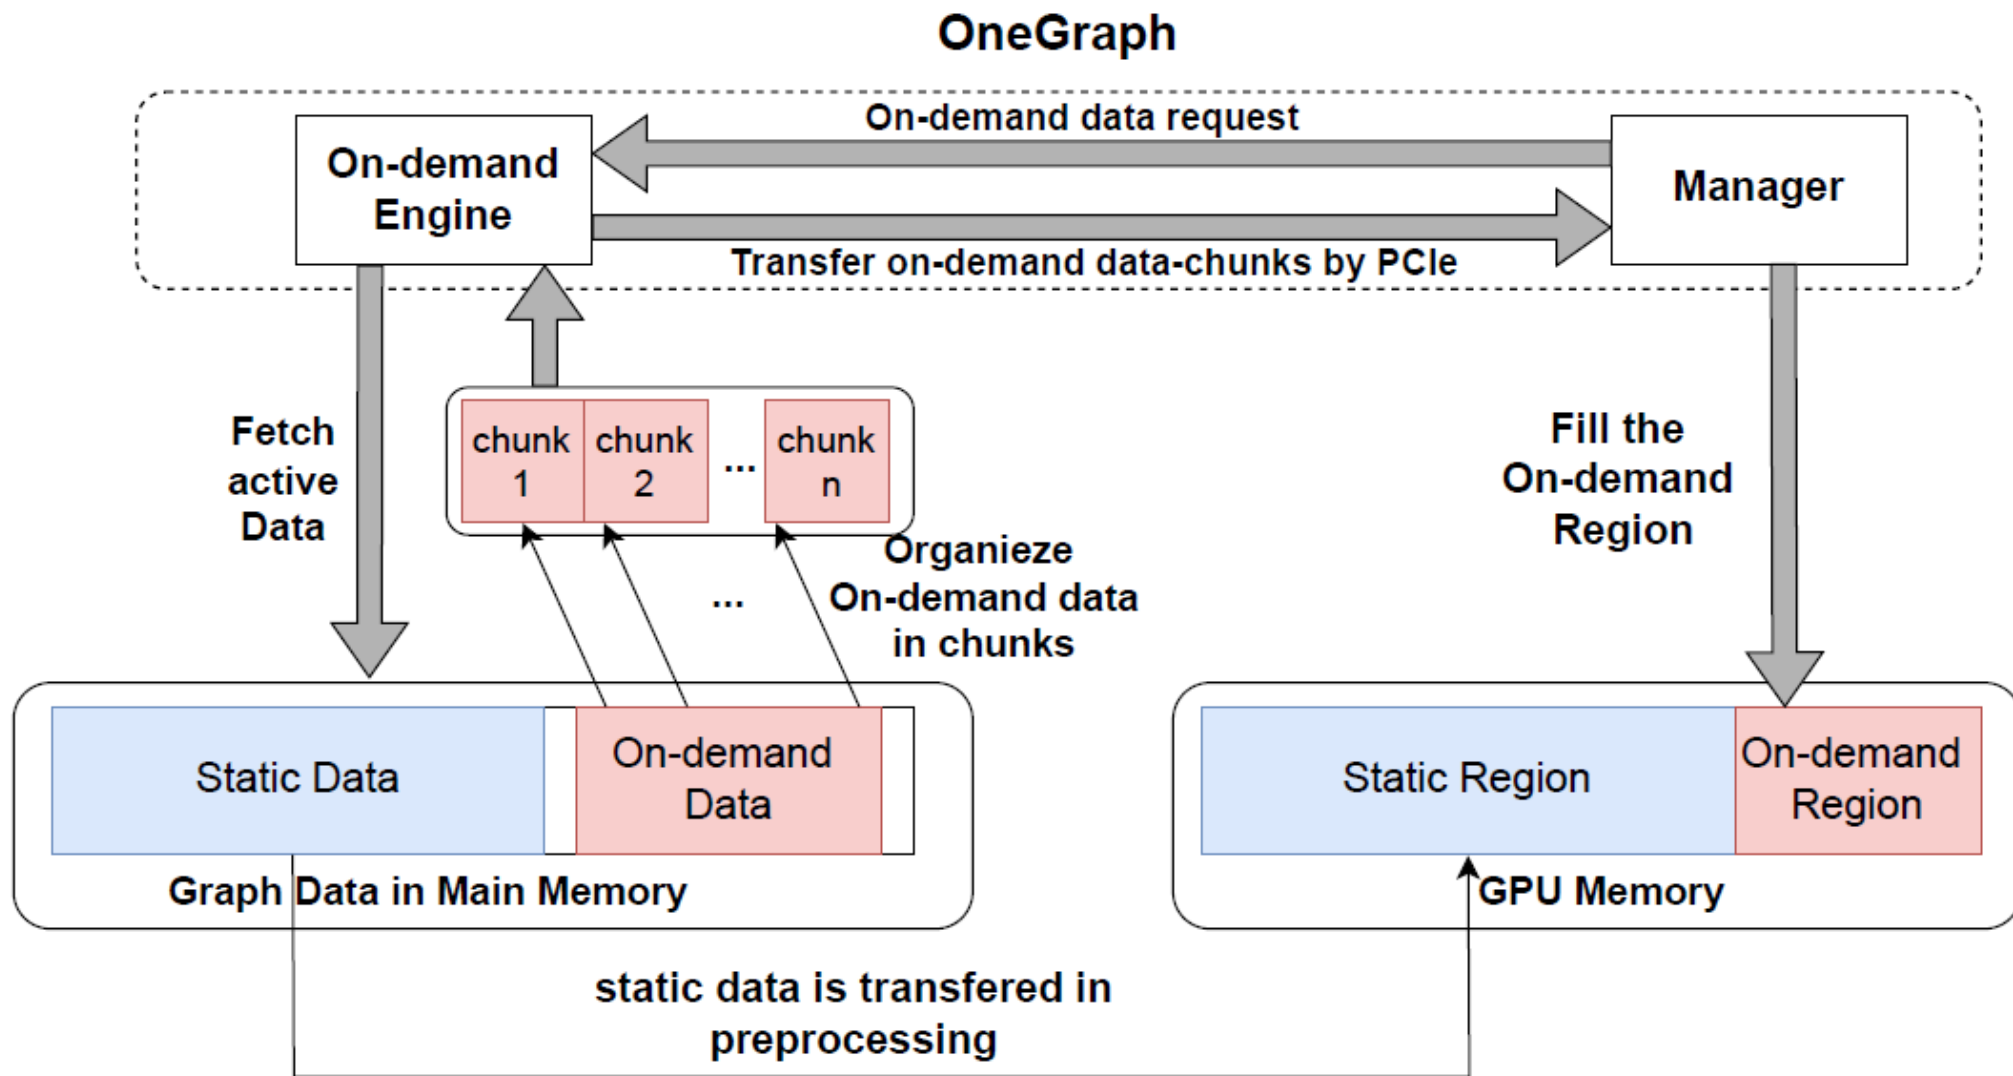 OneGraph
On-demand data request
On-demand
Engine
Manager
Transfer on-demand data-chunks by PCIe
Fetch
active
Data
chunk
1
chunk
2
...
chunk
n
Organieze
On-demand data
in chunks
...
Fill the
On-demand
Region
Static Data
On-demand
Data
Graph Data in Main Memory
Static Region
On-demand
Region
GPU Memory
static data is transfered in
preprocessing